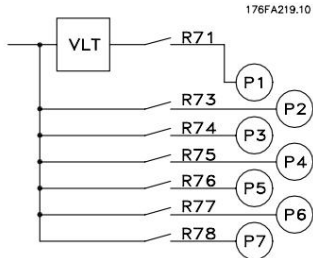 176FA219.10
VLT R71
P1
R73 P2
R74 P3
R75 P4
R76 P5
R77 P6
R78 P7